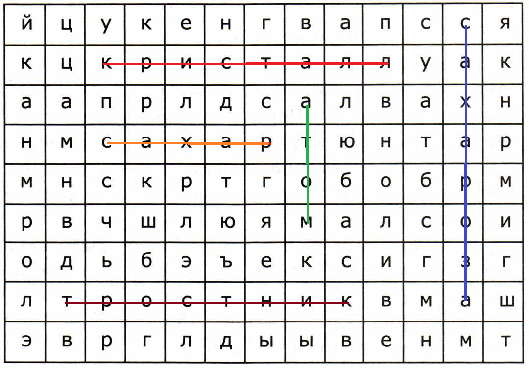 й ц у к е н г в а п с с я
к ц к р и с т а л л у а к
а а п р л д с а л в а х н
н м с а х а р т ю н т а р
м н с к р т г о б о б р м
р в ч ш л ю я м а л с о и
о д ь б э ъ е к с и г з г
л т р о с т н и к в м а ш
э в р г л д ы ы в е н м т